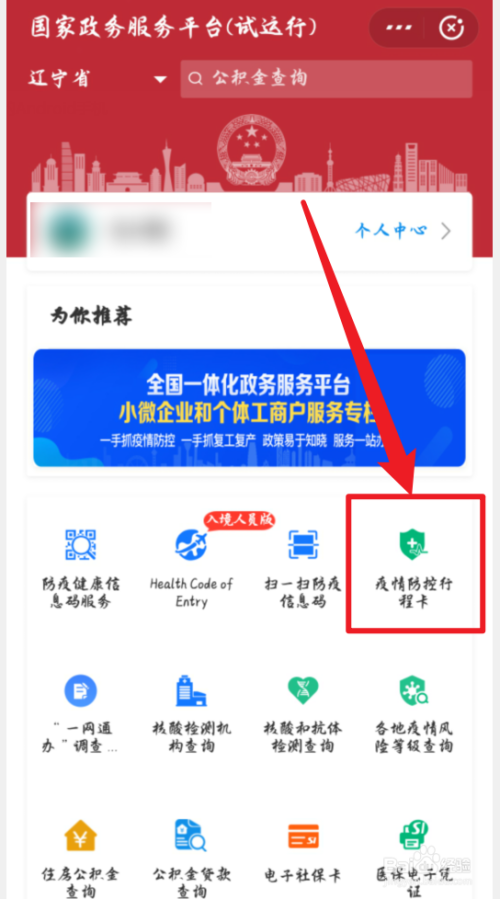 国家政务服务平台(试运行)
辽宁省
公积金查询
个人中心
为你推荐
全国一体化政务服务平台
小微企业和个体工商户服务专栏
一手抓疫情防控 一手抓复工复产 政策易于知晓 服务一站办
入境人员版
防疫健康信
息码服务
Health Code of
Entry
扫一扫防疫
信息码
疫情防控行
程卡
“一网通
办”调查...
核酸检测机
构查询
核酸和抗体
检测查询
各地疫情风
险等级查询
住房公积金
查询
公积金贷款
查询
电子社保卡
医保电子凭
证
Baidu经验